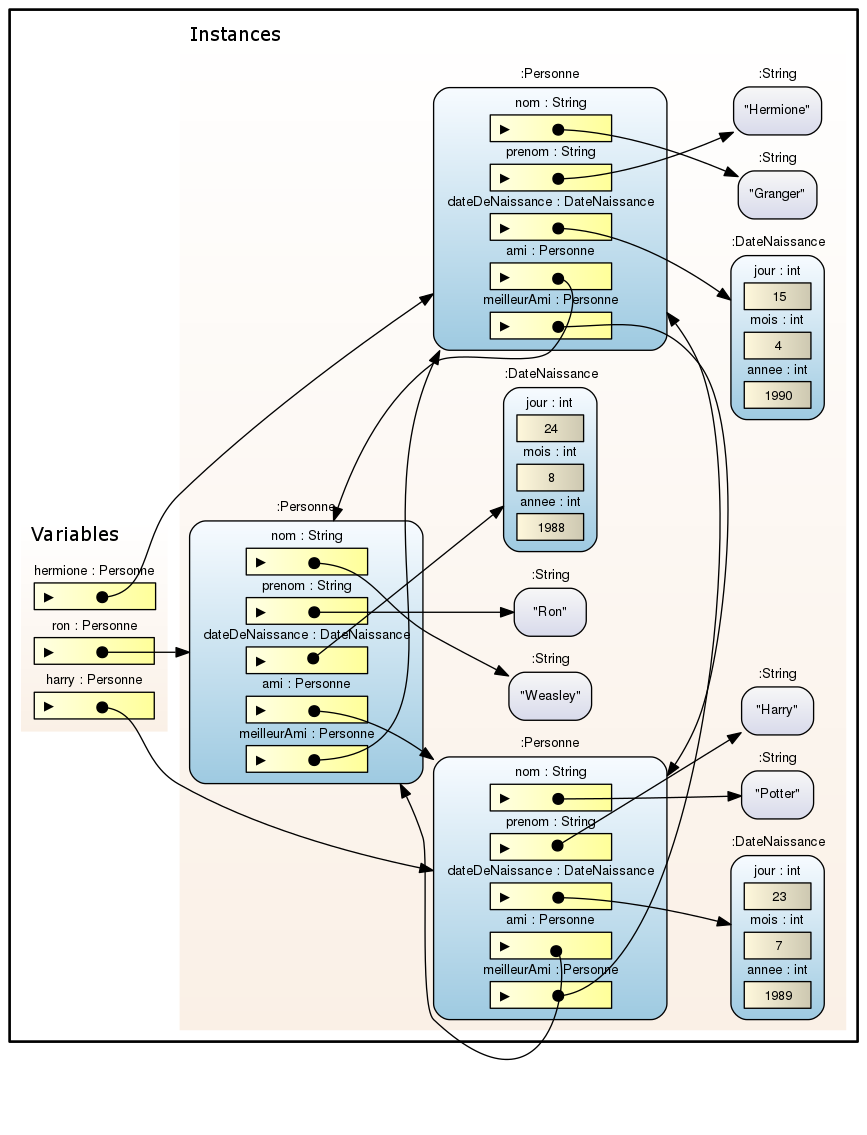 Instances
:Personne
nom : String
prenom : String
dateDeNaissance : DateNaissance
ami : Personne
meilleurAmi : Personne
:String
"Hermione"
:String
"Granger"
:DateNaissance
jour : int
15
mois : int
4
annee : int
1990
:DateNaissance
jour : int
24
mois : int
8
annee : int
1988
Variables
hermione : Personne
ron : Personne
harry : Personne
:Personne
nom : String
prenom : String
dateDeNaissance : DateNaissance
ami : Personne
meilleurAmi : Personne
:String
"Ron"
:String
"Weasley"
:Personne
nom : String
prenom : String
dateDeNaissance : DateNaissance
ami : Personne
meilleurAmi : Personne
:String
"Harry"
:String
"Potter"
:DateNaissance
jour : int
23
mois : int
7
annee : int
1989